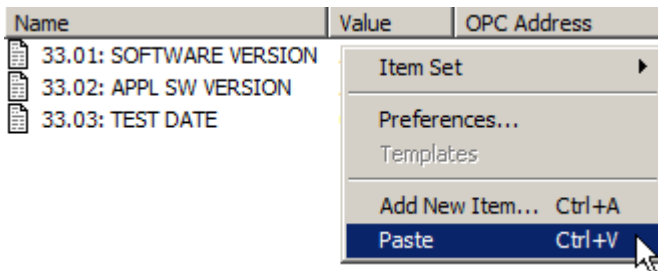 Name Value OPC Address
33.01: SOFTWARE VERSION
33.02: APPL SW VERSION
33.03: TEST DATE
Item Set
Preferences...
Templates
Add New Item... Ctrl+A
Paste Ctrl+V